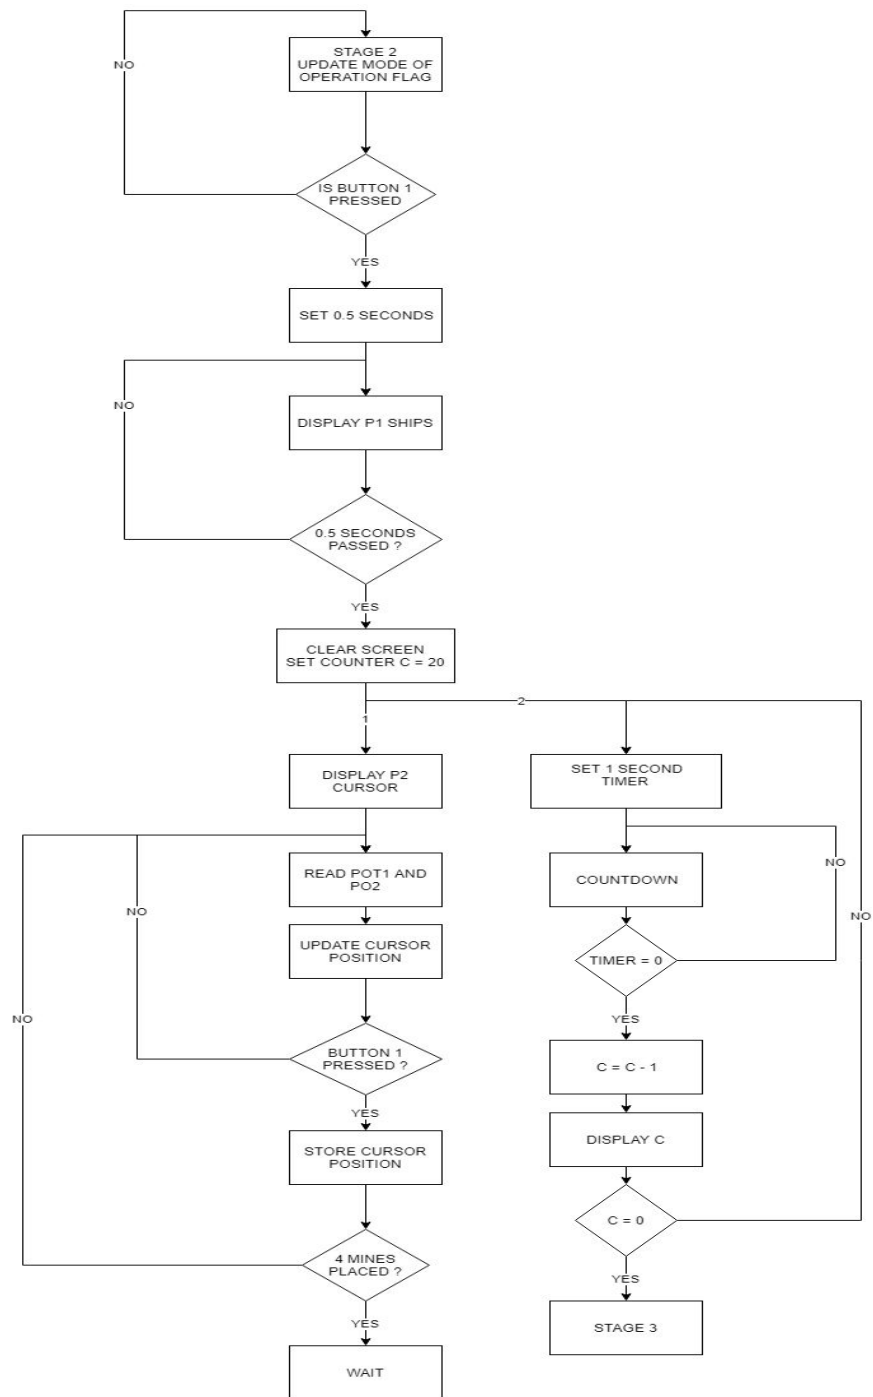 STAGE 2
UPDATE MODE OF
OPERATION FLAG
NO
IS BUTTON 1
PRESSED
YES
SET 0.5 SECONDS
NO
DISPLAY P1 SHIPS
0.5 SECONDS
PASSED ?
YES
CLEAR SCREEN
SET COUNTER C = 20
1
2
DISPLAY P2
CURSOR
READ POT1 AND
PO2
NO
UPDATE CURSOR
POSITION
NO
BUTTON 1
PRESSED ?
YES
STORE CURSOR
POSITION
4 MINES
PLACED ?
YES
WAIT
SET 1 SECOND
TIMER
COUNTDOWN
NO
TIMER = 0
NO
YES
C = C - 1
DISPLAY C
C = 0
YES
STAGE 3